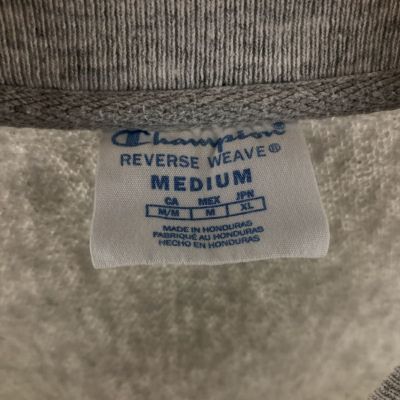 Champion
REVERSE WEAVE®
MEDIUM
CA MEX JPN
M/M M XL
MADE IN HONDURAS
FABRIQUÉ AU HONDURAS
HECHO EN HONDURAS